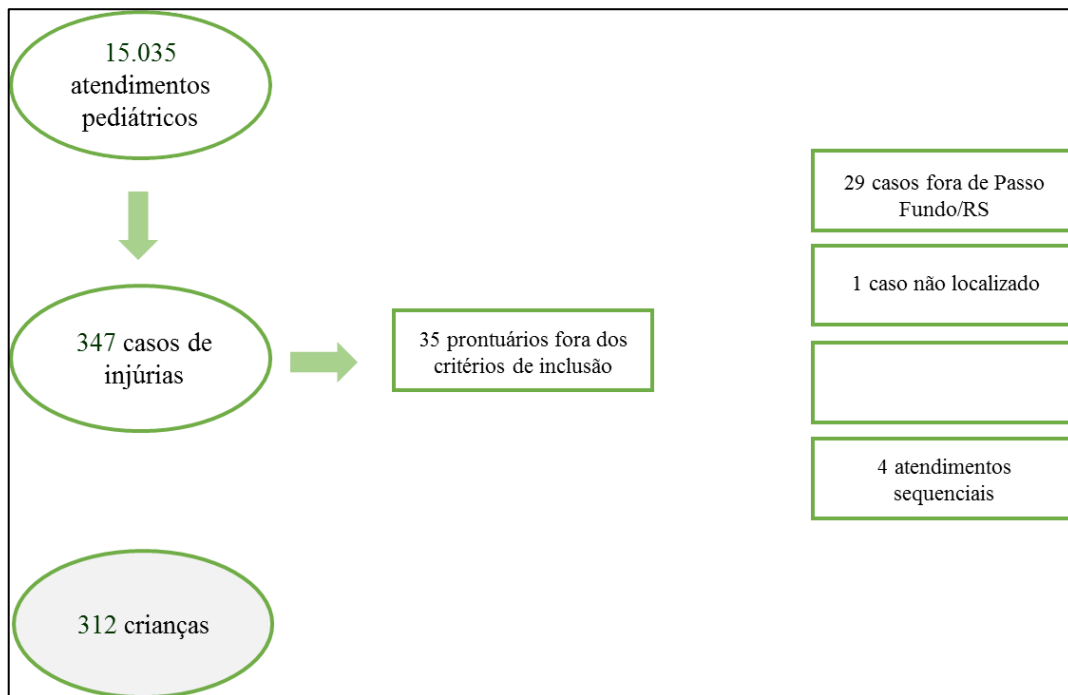 15.035
atendimentos
pediátricos
29 casos fora de Passo
Fundo/RS
1 caso não localizado
347 casos de
injúrias
35 prontuários fora dos
critérios de inclusão
4 atendimentos
sequenciais
312 crianças